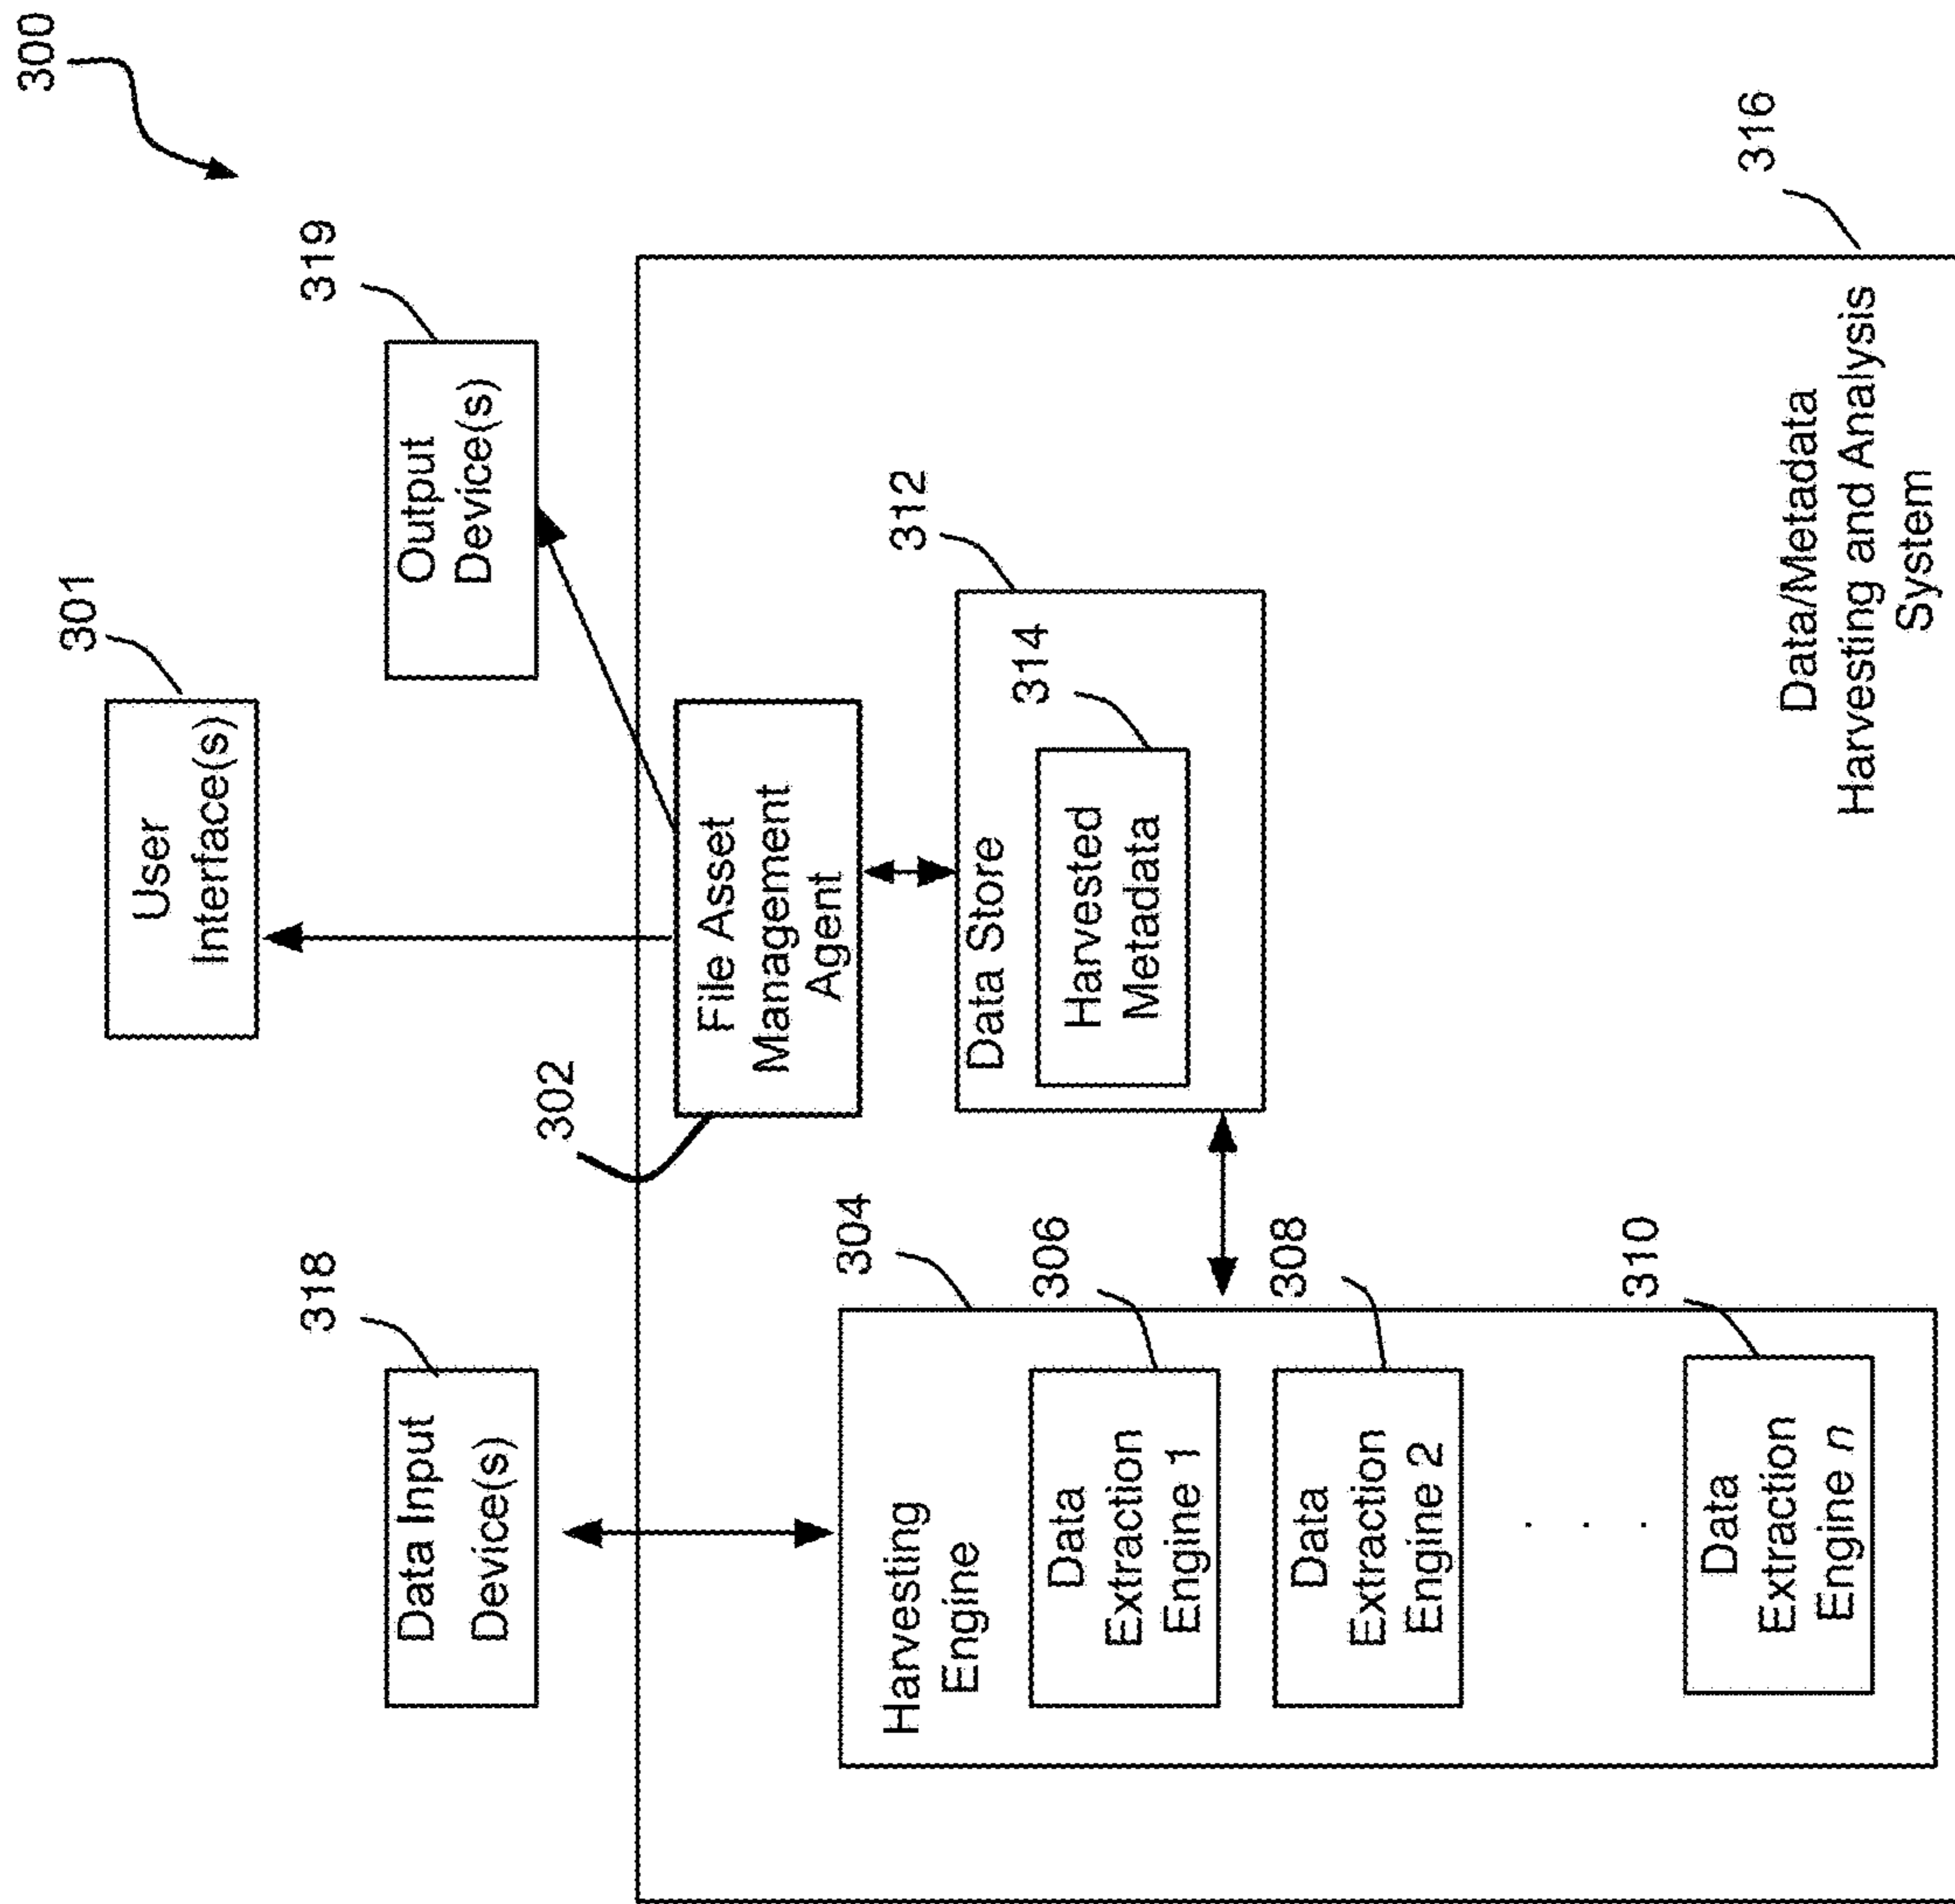 300
301
User
Interface(s)
318
319
Data Input
Device(s)
Output
Device(s)
302
File Asset
Management
Agent
304
Harvesting
Engine
306
Data
Extraction
Engine 1
308
Data
Extraction
Engine 2
. . .
310
Data
Extraction
Engine n
312
Data Store
314
Harvested
Metadata
316
Data/Metadata
Harvesting and Analysis
System